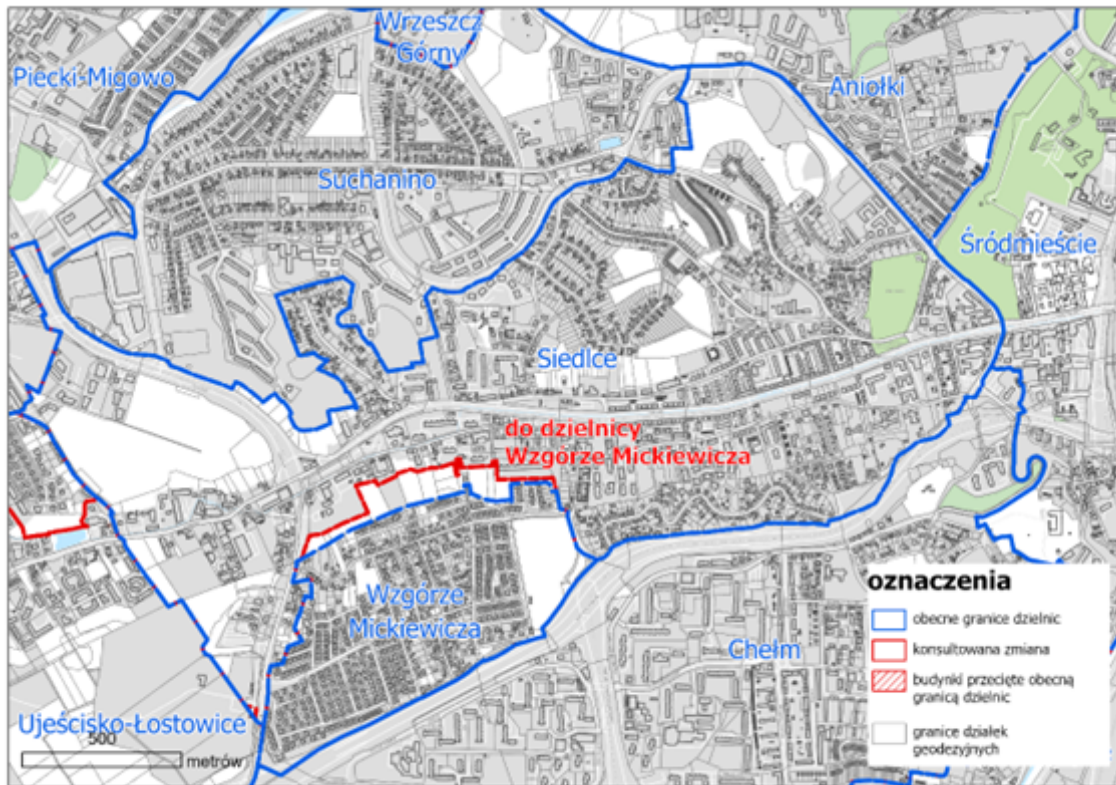 Wrzeszcz
Górny
Piecki-Migowo
Aniołki
Suchanino
Śródmieście
Siedlce
do dzielnicy
Wzgórze Mickiewicza
Wzgórze
Mickiewicza
Chełm
Ujeścisko-Łostowice
500
metrów
oznaczenia
obecne granice dzielnic
konsultowana zmiana
budynki przecięte obecną
granicą dzielnic
granice działek
geodezyjnych